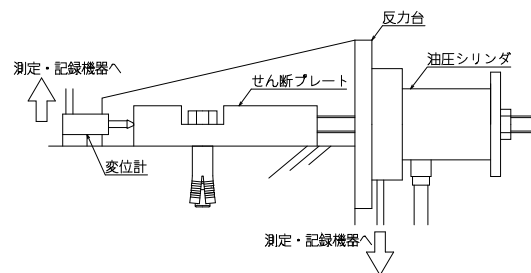 反力台
油圧シリンダ
測定・記録機器へ
せん断プレート
変位計
測定・記録機器へ